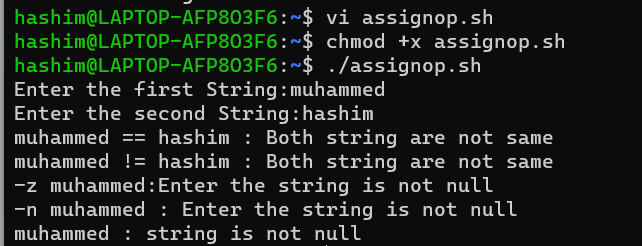 hashim@LAPTOP-AFP8O3F6:~$ vi assignop.sh
hashim@LAPTOP-AFP8O3F6:~$ chmod +x assignop.sh
hashim@LAPTOP-AFP8O3F6:~$ ./assignop.sh
Enter the first String:muhammed
Enter the second String:hashim
muhammed == hashim : Both string are not same
muhammed != hashim : Both string are not same
-z muhammed:Enter the string is not null
-n muhammed : Enter the string is not null
muhammed : string is not null